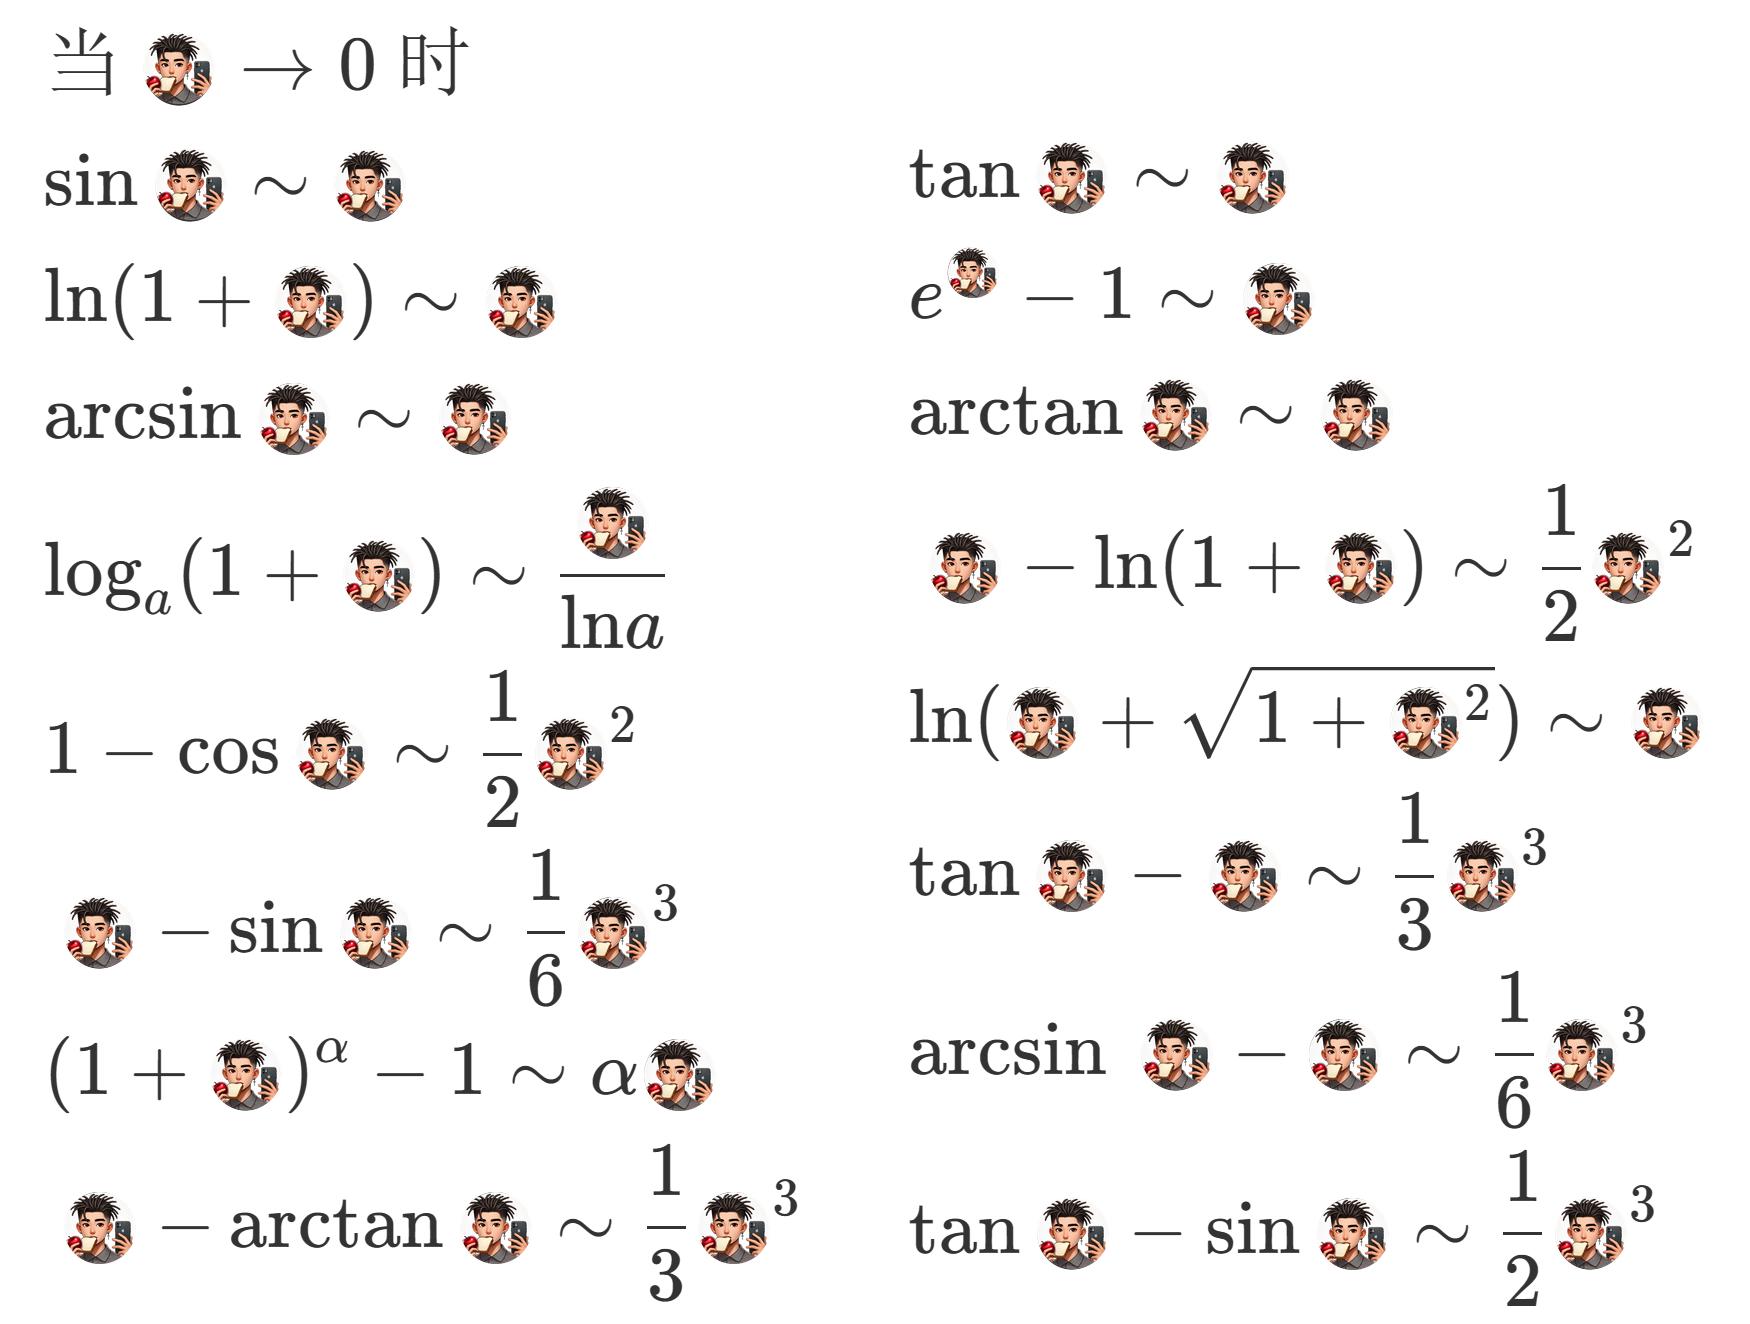 当 → 0 时
sin ~
tan ~
ln(1 + ) ~
e − 1 ~
arcsin ~
arctan ~
logₐ(1 + ) ~ /lna
− ln(1 + ) ~ 1/2 ²
1 − cos ~ 1/2 ²
ln( + √(1 + ²)) ~
− sin ~ 1/6 ³
tan − ~ 1/3 ³
(1 + )^α − 1 ~ α
arcsin − ~ 1/6 ³
− arctan ~ 1/3 ³
tan − sin ~ 1/2 ³